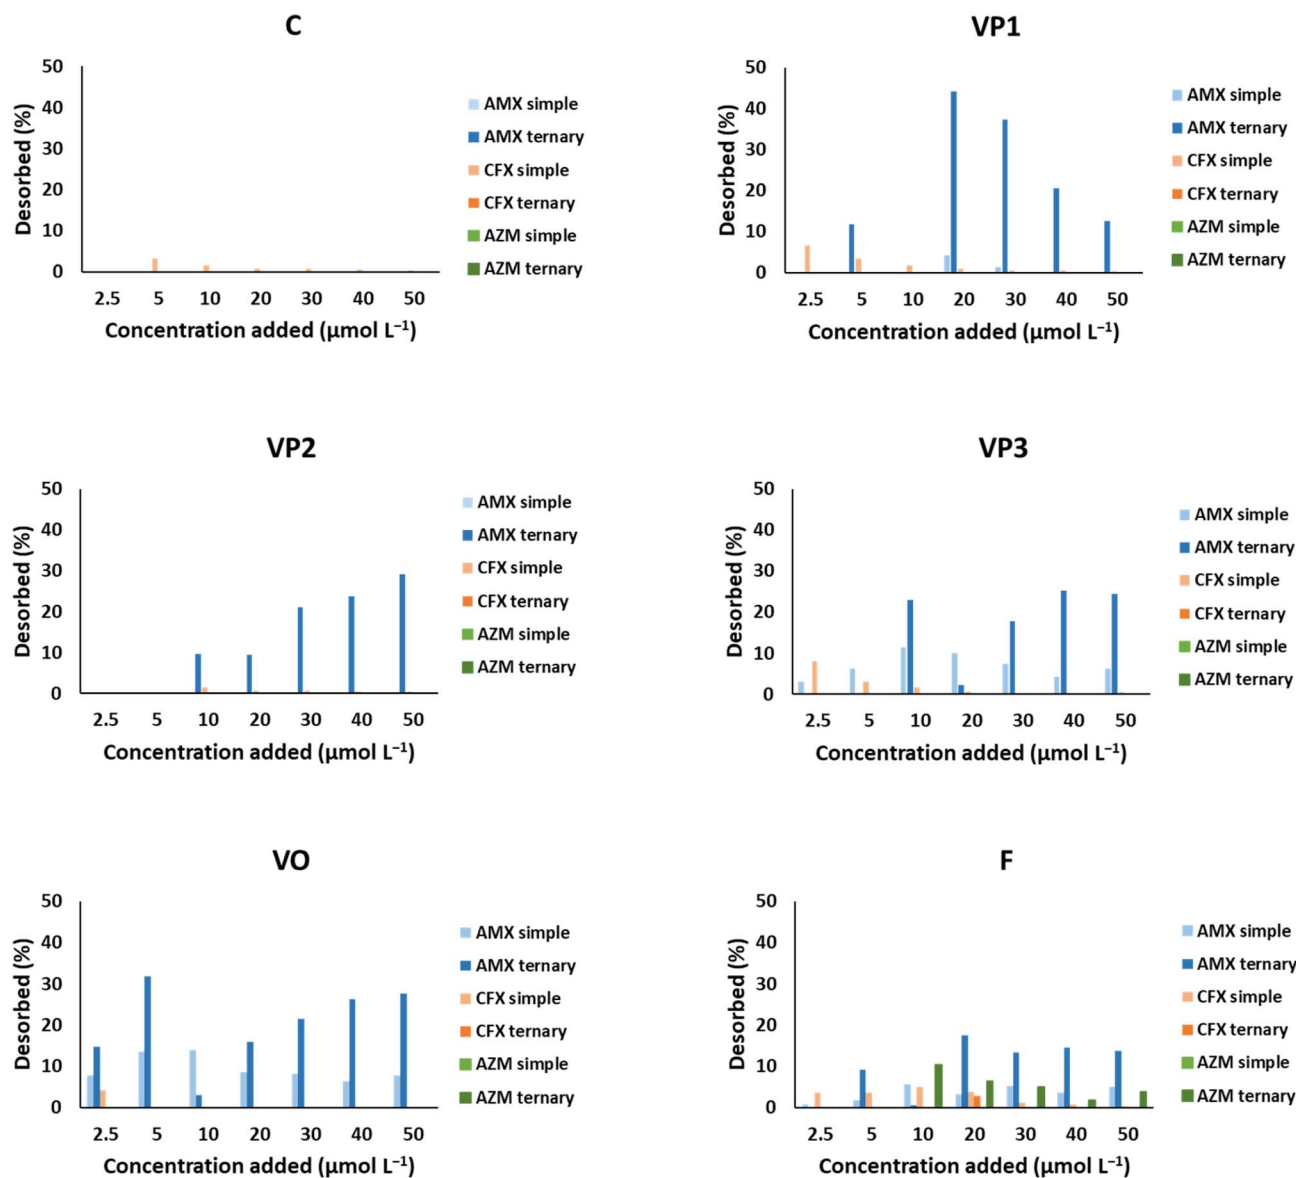 C
50
40
30
20
10
0
Desorbed (%)
2.5 5 10 20 30 40 50
Concentration added (µmol L⁻¹)
AMX simple
AMX ternary
CFX simple
CFX ternary
AZM simple
AZM ternary
VP1
50
40
30
20
10
0
Desorbed (%)
2.5 5 10 20 30 40 50
Concentration added (µmol L⁻¹)
AMX simple
AMX ternary
CFX simple
CFX ternary
AZM simple
AZM ternary
VP2
50
40
30
20
10
0
Desorbed (%)
2.5 5 10 20 30 40 50
Concentration added (µmol L⁻¹)
AMX simple
AMX ternary
CFX simple
CFX ternary
AZM simple
AZM ternary
VP3
50
40
30
20
10
0
Desorbed (%)
2.5 5 10 20 30 40 50
Concentration added (µmol L⁻¹)
AMX simple
AMX ternary
CFX simple
CFX ternary
AZM simple
AZM ternary
VO
50
40
30
20
10
0
Desorbed (%)
2.5 5 10 20 30 40 50
Concentration added (µmol L⁻¹)
AMX simple
AMX ternary
CFX simple
CFX ternary
AZM simple
AZM ternary
F
50
40
30
20
10
0
Desorbed (%)
2.5 5 10 20 30 40 50
Concentration added (µmol L⁻¹)
AMX simple
AMX ternary
CFX simple
CFX ternary
AZM simple
AZM ternary